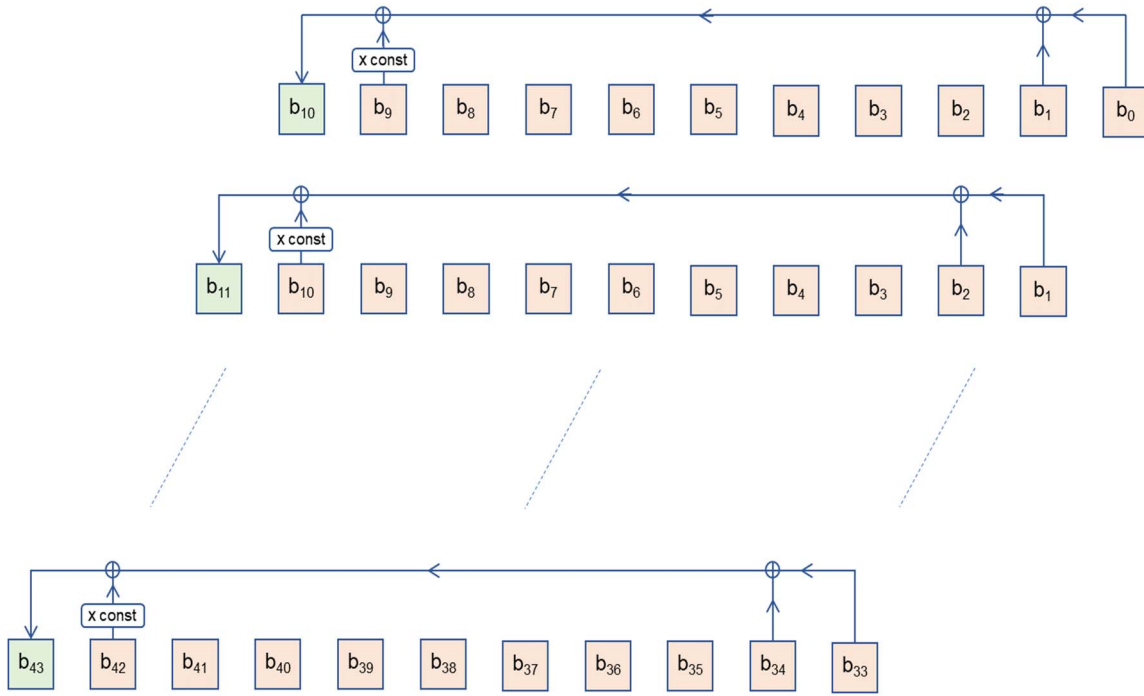 x const
b₁₀ b₉ b₈ b₇ b₆ b₅ b₄ b₃ b₂ b₁ b₀
x const
b₁₁ b₁₀ b₉ b₈ b₇ b₆ b₅ b₄ b₃ b₂ b₁
x const
b₄₃ b₄₂ b₄₁ b₄₀ b₃₉ b₃₈ b₃₇ b₃₆ b₃₅ b₃₄ b₃₃